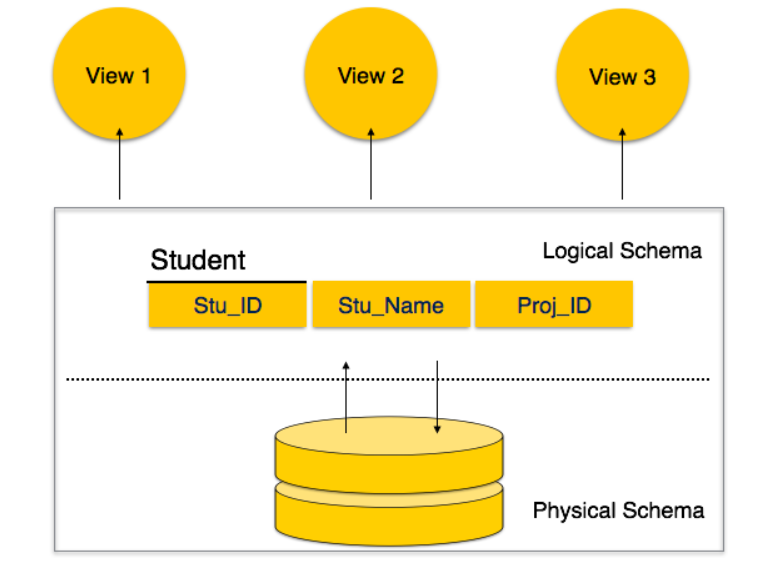 View 1
View 2
View 3
Logical Schema
Student
Stu_ID
Stu_Name
Proj_ID
Physical Schema